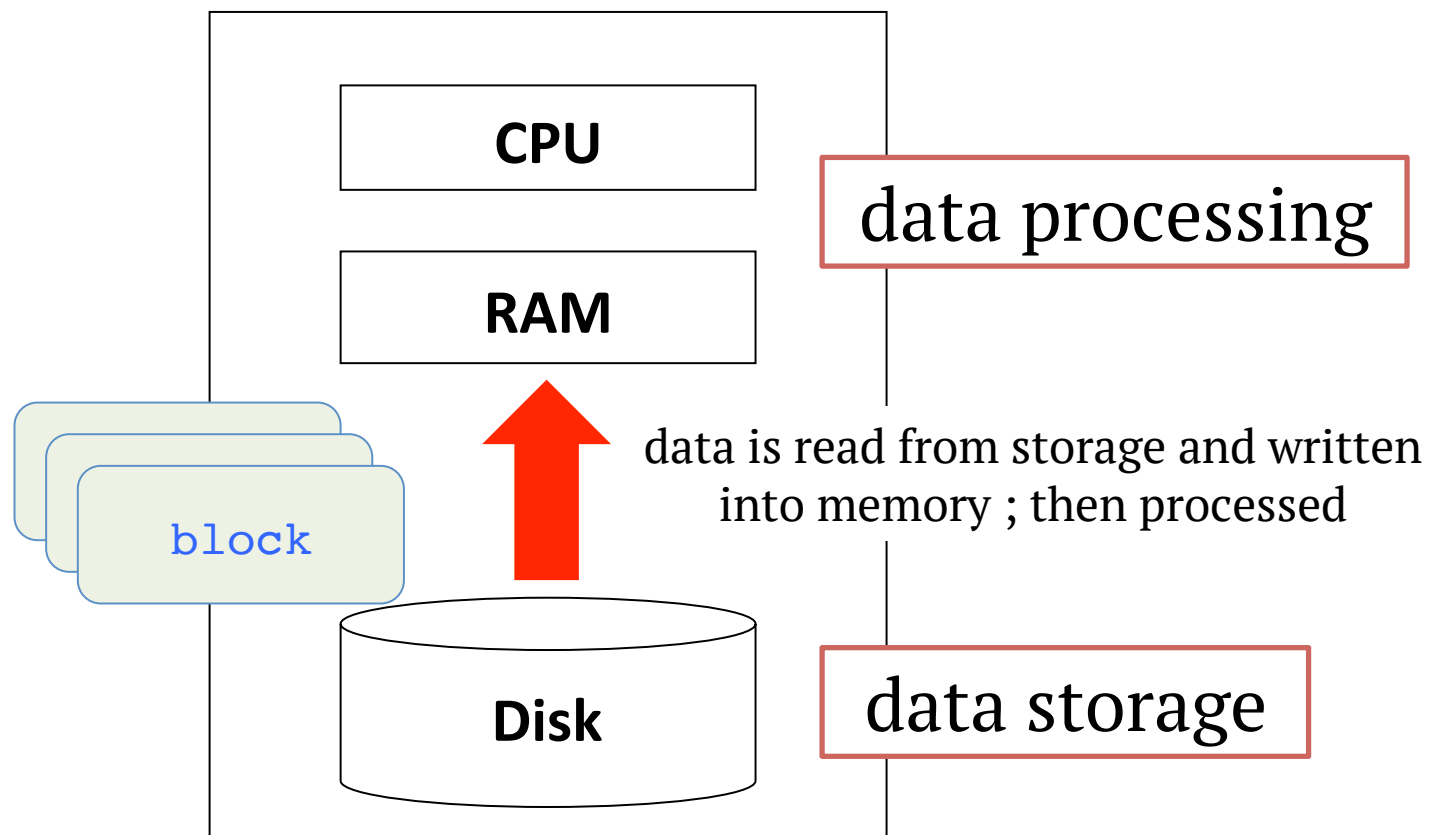 CPU
data processing
RAM
data is read from storage and written
into memory ; then processed
block
data storage
Disk